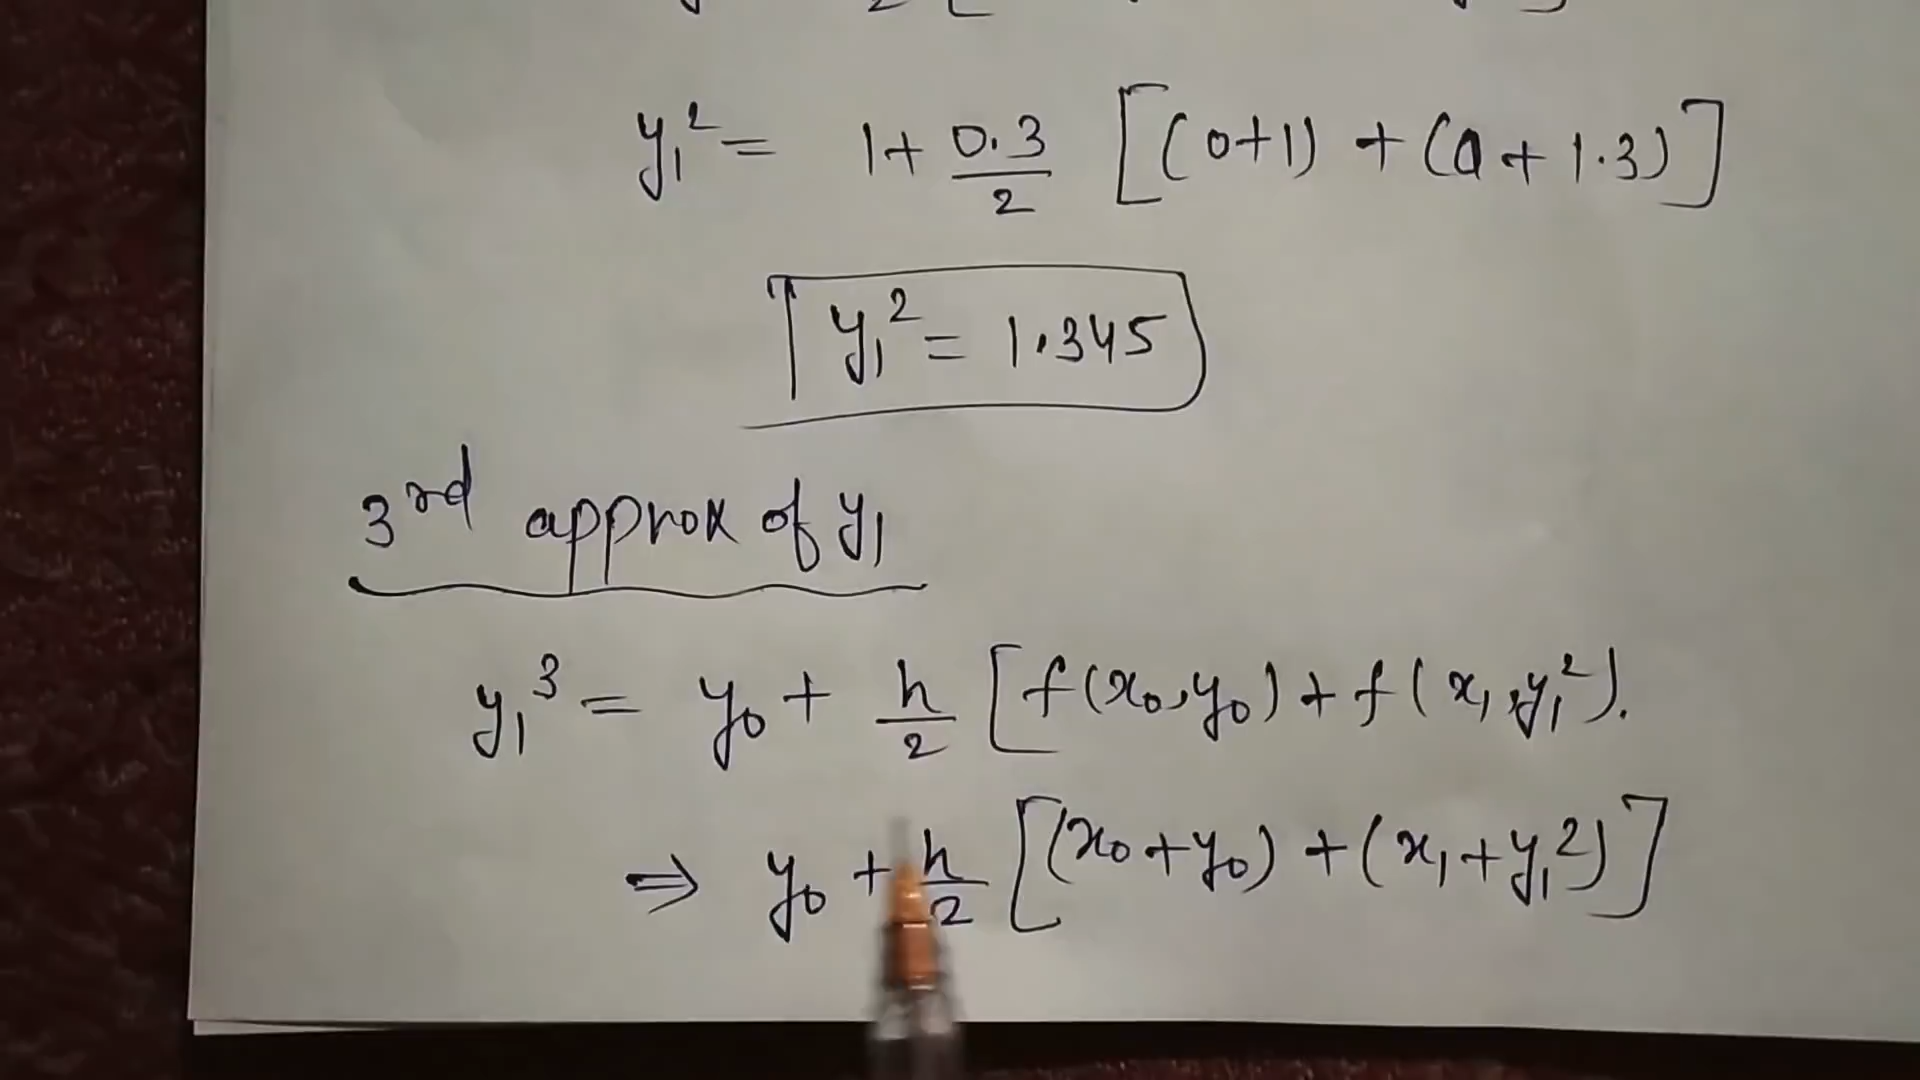 y₁² = 1 + 0.3/2 [(0+1) + (0+1.3)]
y₁² = 1.345
3rd approx of y₁
y₁³ = y₀ + h/2 [f(x₀,y₀) + f(x₁,y₁²).
⇒ y₀ + h/2 [(x₀+y₀) + (x₁+y₁²)]